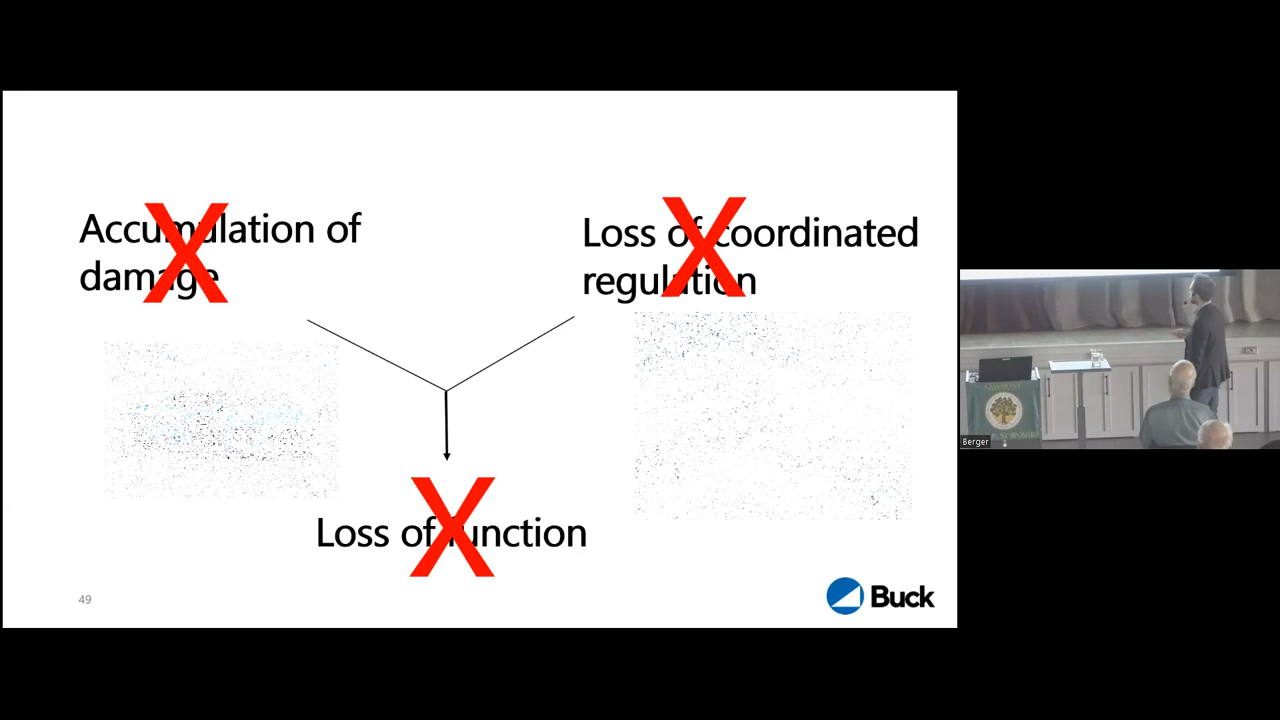 Accumulation of
damage
Loss of coordinated
regulation
Loss of function
X
X
X
49
Buck
Berger